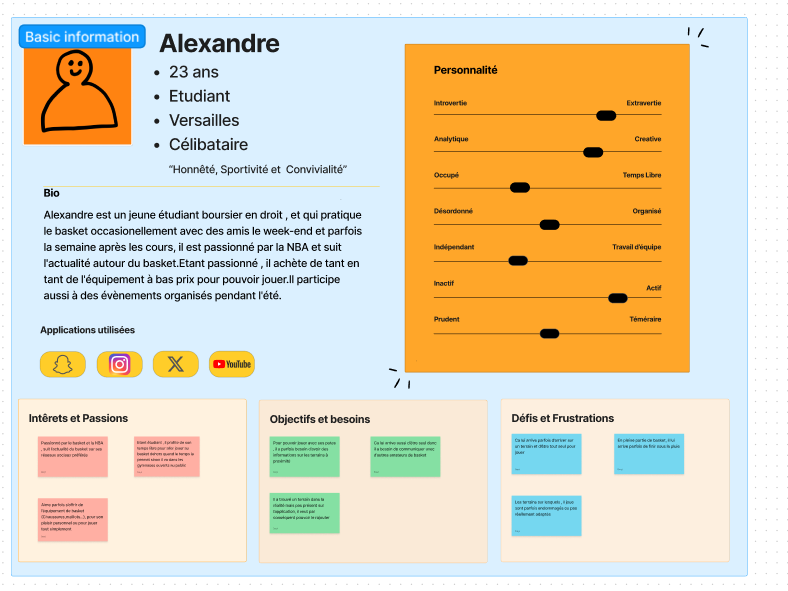 Basic information
Alexandre
23 ans
Etudiant
Versailles
Célibataire
“Honnêté, Sportivité et Convivialité”
Bio
Alexandre est un jeune étudiant boursier en droit , et qui pratique
le basket occasionellement avec des amis le week-end et parfois
la semaine après les cours, il est passionné par la NBA et suit
l'actualité autour du basket.Etant passionné , il achète de tant en
tant de l'équipement à bas prix pour pouvoir jouer.Il participe
aussi à des évènements organisés pendant l'été.
Applications utilisées
YouTube
Personnalité
Introvertie Extravertie
Analytique Creative
Occupé Temps Libre
Désordonné Organisé
Indépendant Travail d'équipe
Inactif Actif
Prudent Téméraire
Intêrets et Passions
Passionné par le basket et la NBA
, suit l'actualité du basket sur ses
réseaux sociaux préférées
Etant étudiant , il profite de son
temps libre pour aller jouer au
basket dehors quand le temps le
permet sinon il va dans les
gymnases ouverts au public
Aime parfois s'offrir de
l'équipement de basket
(Chaussures,maillots...), pour son
plaisir personnel ou pour jouer
tout simplement
Objectifs et besoins
Pour pouvoir jouer avec ses potes
, il a parfois besoin d'avoir des
informations sur les terrains à
proximité
Ca lui arrive aussi d'être seul donc
il a besoin de communiquer avec
d'autres amateurs de basket
Il a trouvé un terrain dans la
réalité mais pas présent sur
l'application, il veut par
conséquent pouvoir le rajouter
Défis et Frustrations
Ca lui arrive parfois d'arriver sur
un terrain et d'être tout seul pour
jouer
En pleine partie de basket, il lui
arrive parfois de finir sous la pluie
Les terrains sur lesquels , il joue
sont parfois endommagés ou pas
réellement adaptés